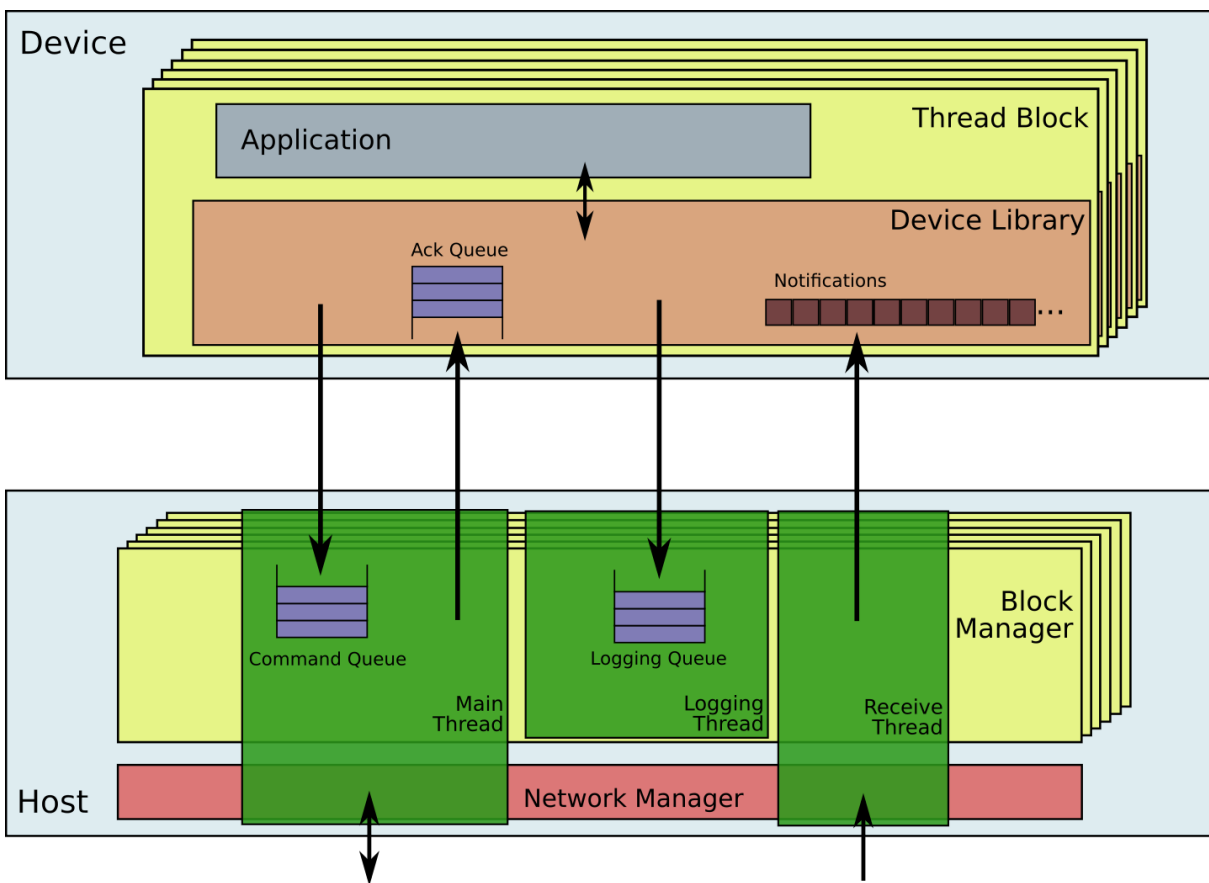 Device
Thread Block
Application
Device Library
Ack Queue
Notifications
...
Block
Manager
Command Queue
Logging Queue
Main
Thread
Logging
Thread
Receive
Thread
Host
Network Manager